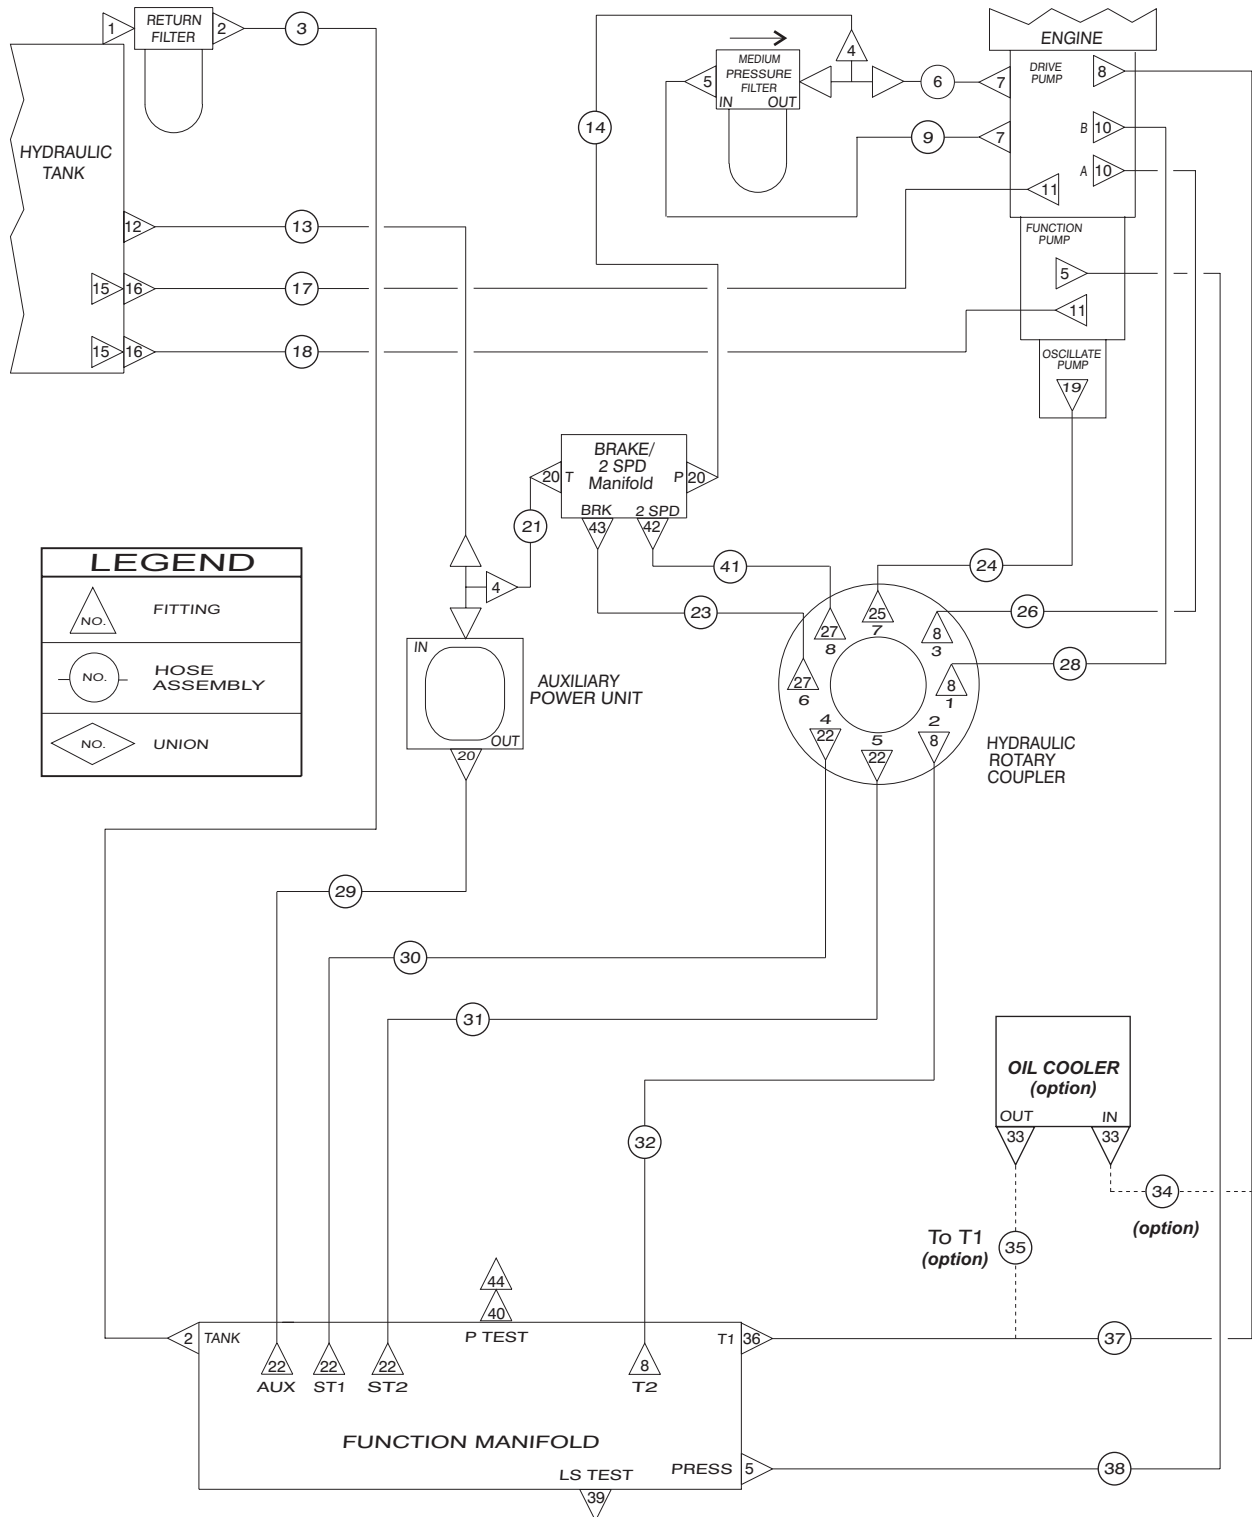 1
RETURN
FILTER
2
3
HYDRAULIC
TANK
12
13
15
16
17
15
16
18
14
4
MEDIUM
PRESSURE
FILTER
IN
OUT
5
6
9
ENGINE
DRIVE
PUMP
7
8
7
B
10
A
10
11
FUNCTION
PUMP
5
11
OSCILLATE
PUMP
19
BRAKE/
2 SPD
Manifold
20
T
P
20
BRK
2 SPD
43
42
21
4
41
23
24
26
28
LEGEND
NO.
FITTING
NO.
HOSE
ASSEMBLY
NO.
UNION
IN
OUT
20
AUXILIARY
POWER UNIT
25
7
27
8
8
3
27
6
8
1
4
22
5
22
2
8
HYDRAULIC
ROTARY
COUPLER
29
30
31
32
OIL COOLER
(option)
OUT
IN
33
33
34
(option)
To T1
(option)
35
44
40
P TEST
2
TANK
22
AUX
22
ST1
22
ST2
8
T2
T1
36
37
FUNCTION MANIFOLD
PRESS
5
38
LS TEST
39